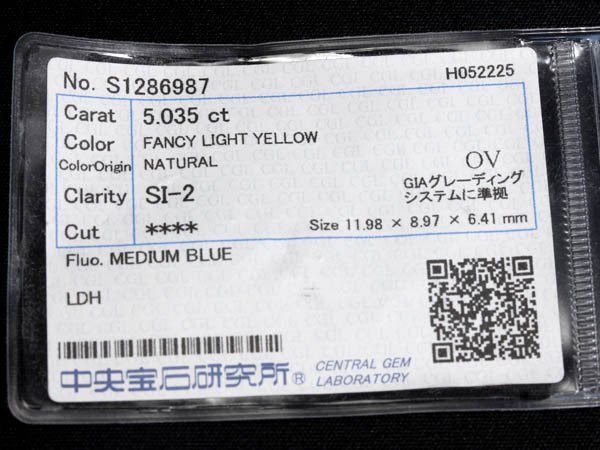 No. S1286987
H052225
Carat 5.035 ct
Color FANCY LIGHT YELLOW
ColorOrigin NATURAL
OV
Clarity SI-2
GIAグレーディング
システムに準拠
Cut ****
Size 11.98 × 8.97 × 6.41 mm
Fluo. MEDIUM BLUE
LDH
中央宝石研究所®
CENTRAL GEM
LABORATORY